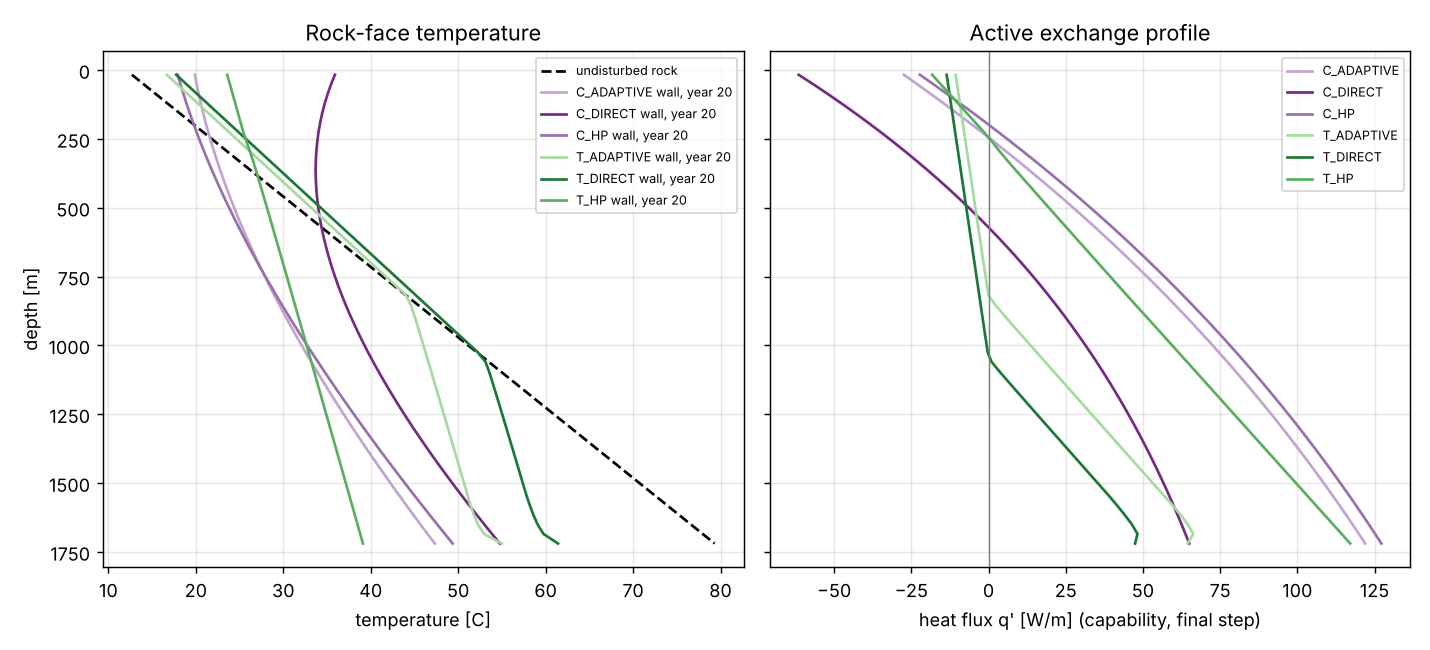 Rock-face temperature
depth [m]
0
250
500
750
1000
1250
1500
1750
10
20
30
40
50
60
70
80
temperature [C]
undisturbed rock
C_ADAPTIVE wall, year 20
C_DIRECT wall, year 20
C_HP wall, year 20
T_ADAPTIVE wall, year 20
T_DIRECT wall, year 20
T_HP wall, year 20
Active exchange profile
−50
−25
0
25
50
75
100
125
heat flux q' [W/m] (capability, final step)
C_ADAPTIVE
C_DIRECT
C_HP
T_ADAPTIVE
T_DIRECT
T_HP